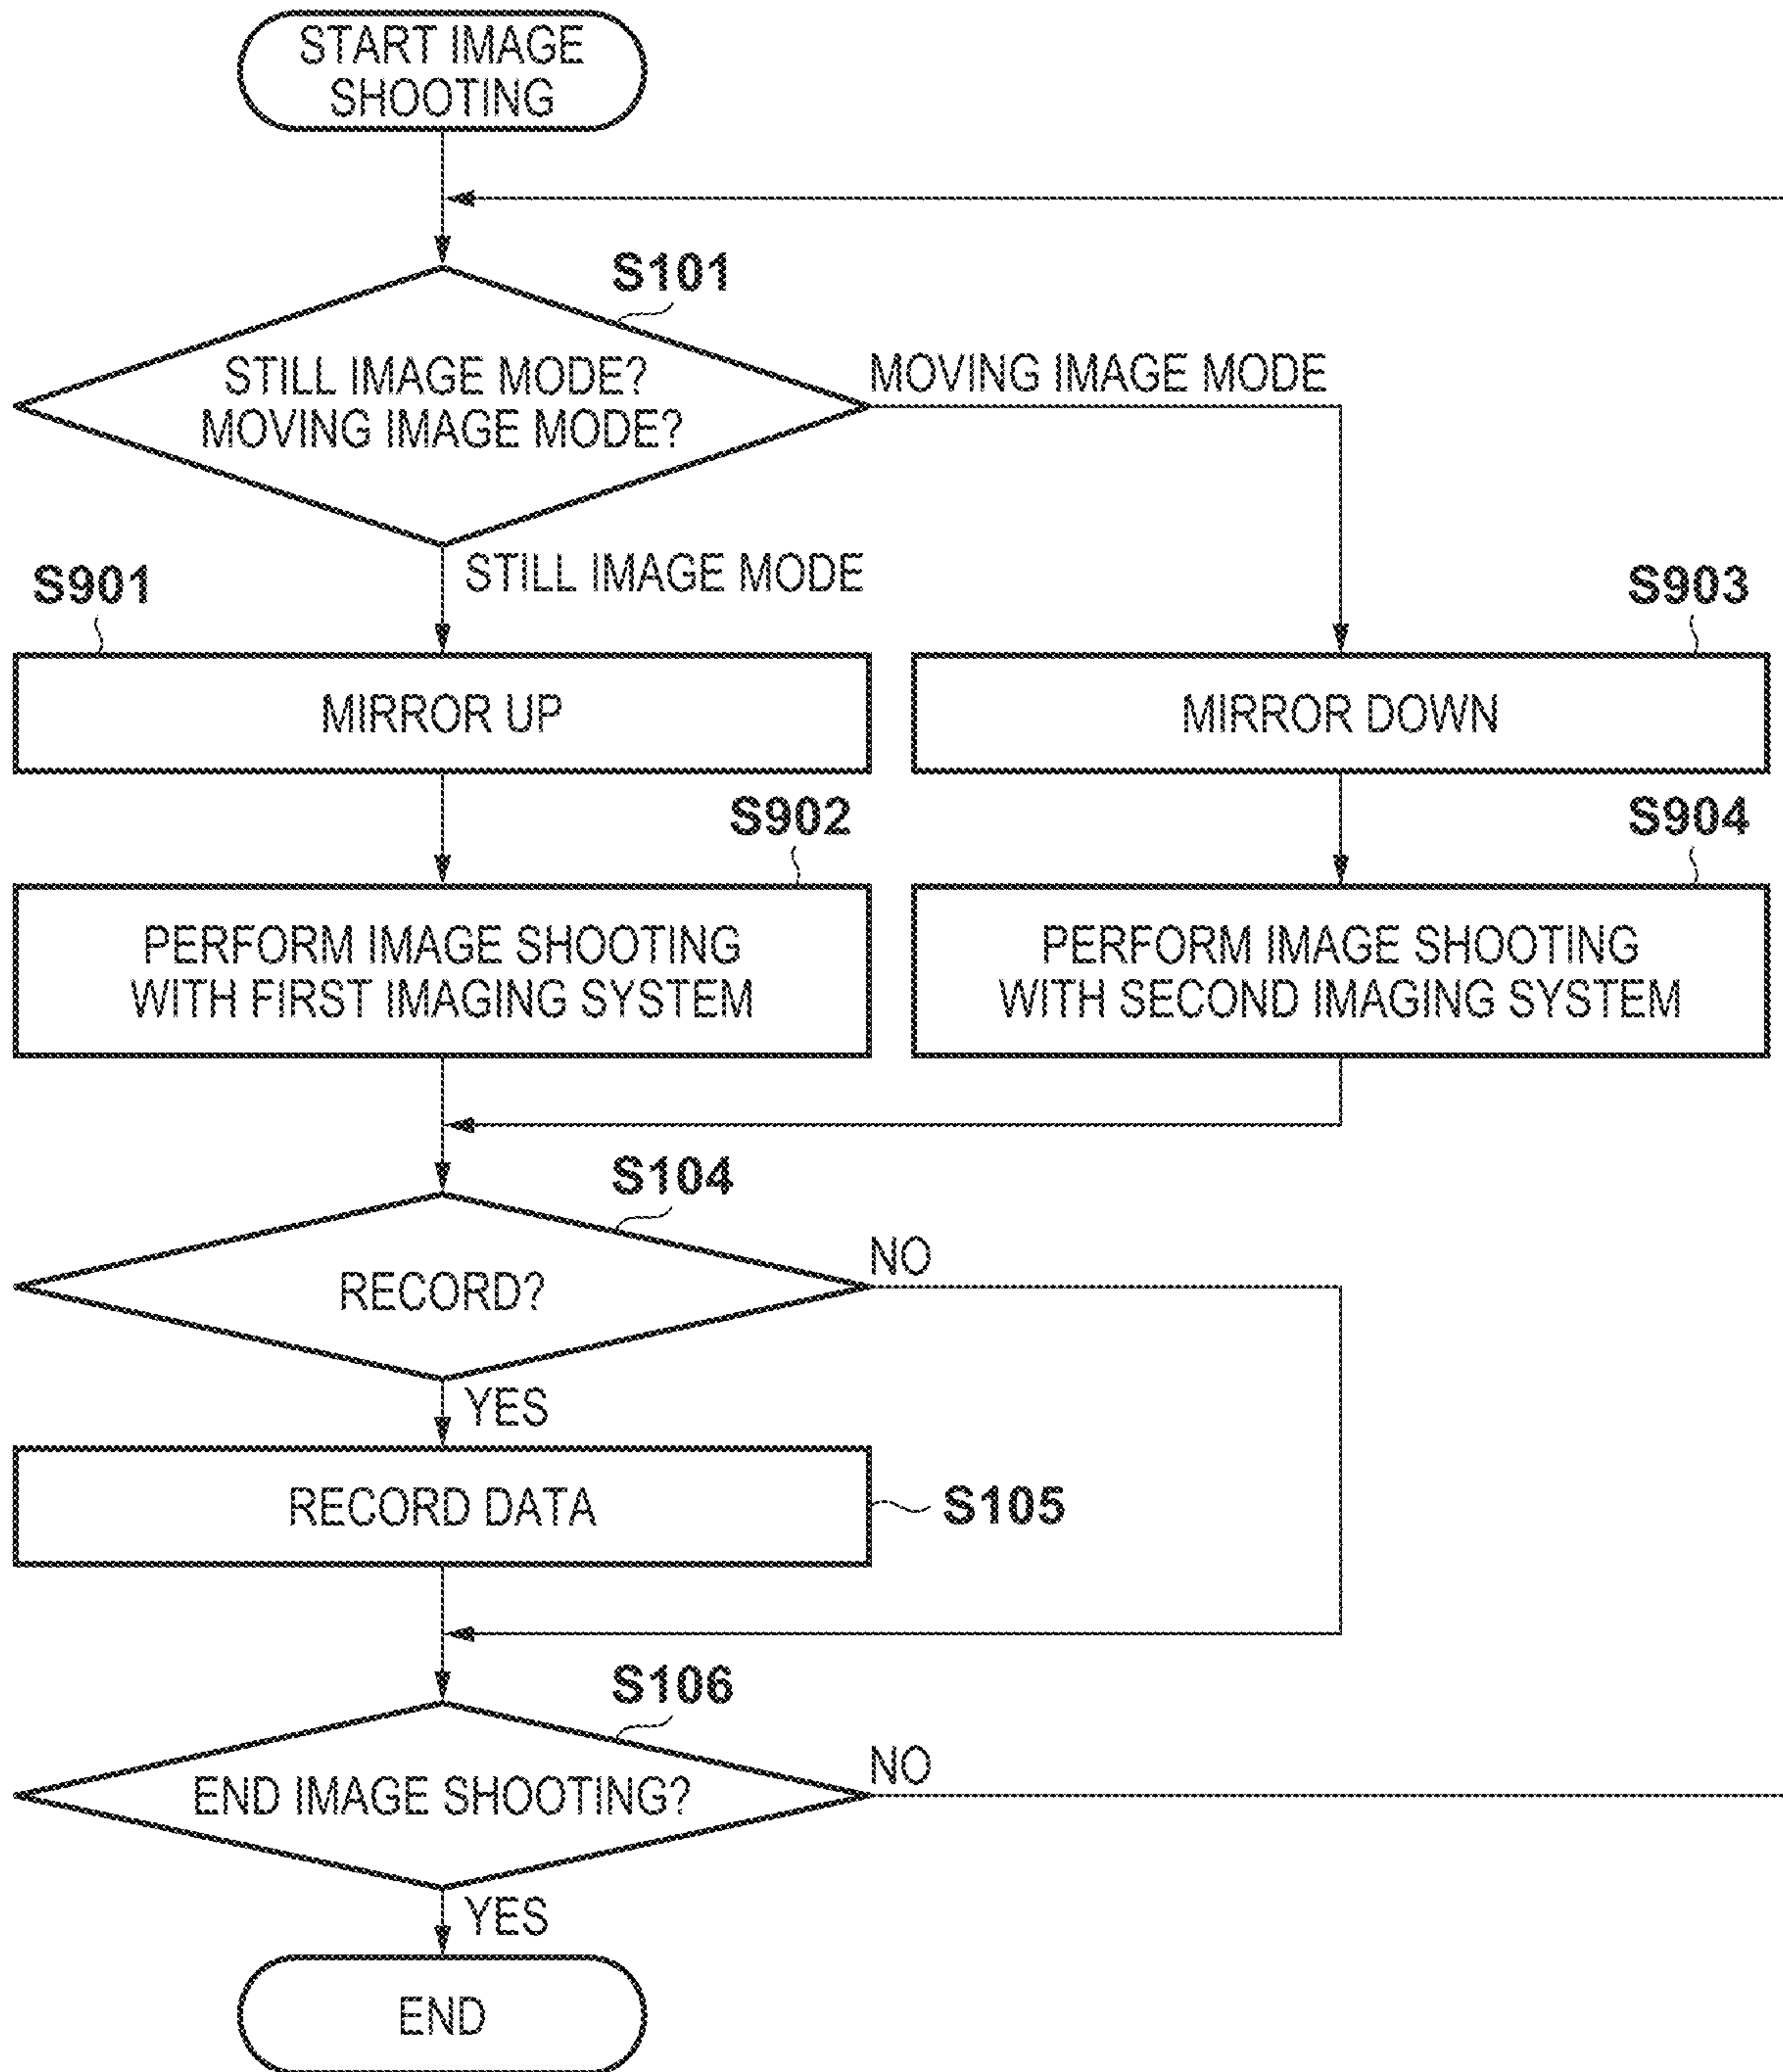 START IMAGE
SHOOTING
S101
STILL IMAGE MODE?
MOVING IMAGE MODE?
MOVING IMAGE MODE
STILL IMAGE MODE
S901
S903
MIRROR UP
MIRROR DOWN
S902
S904
PERFORM IMAGE SHOOTING
WITH FIRST IMAGING SYSTEM
PERFORM IMAGE SHOOTING
WITH SECOND IMAGING SYSTEM
S104
RECORD?
NO
YES
RECORD DATA
S105
S106
END IMAGE SHOOTING?
NO
YES
END